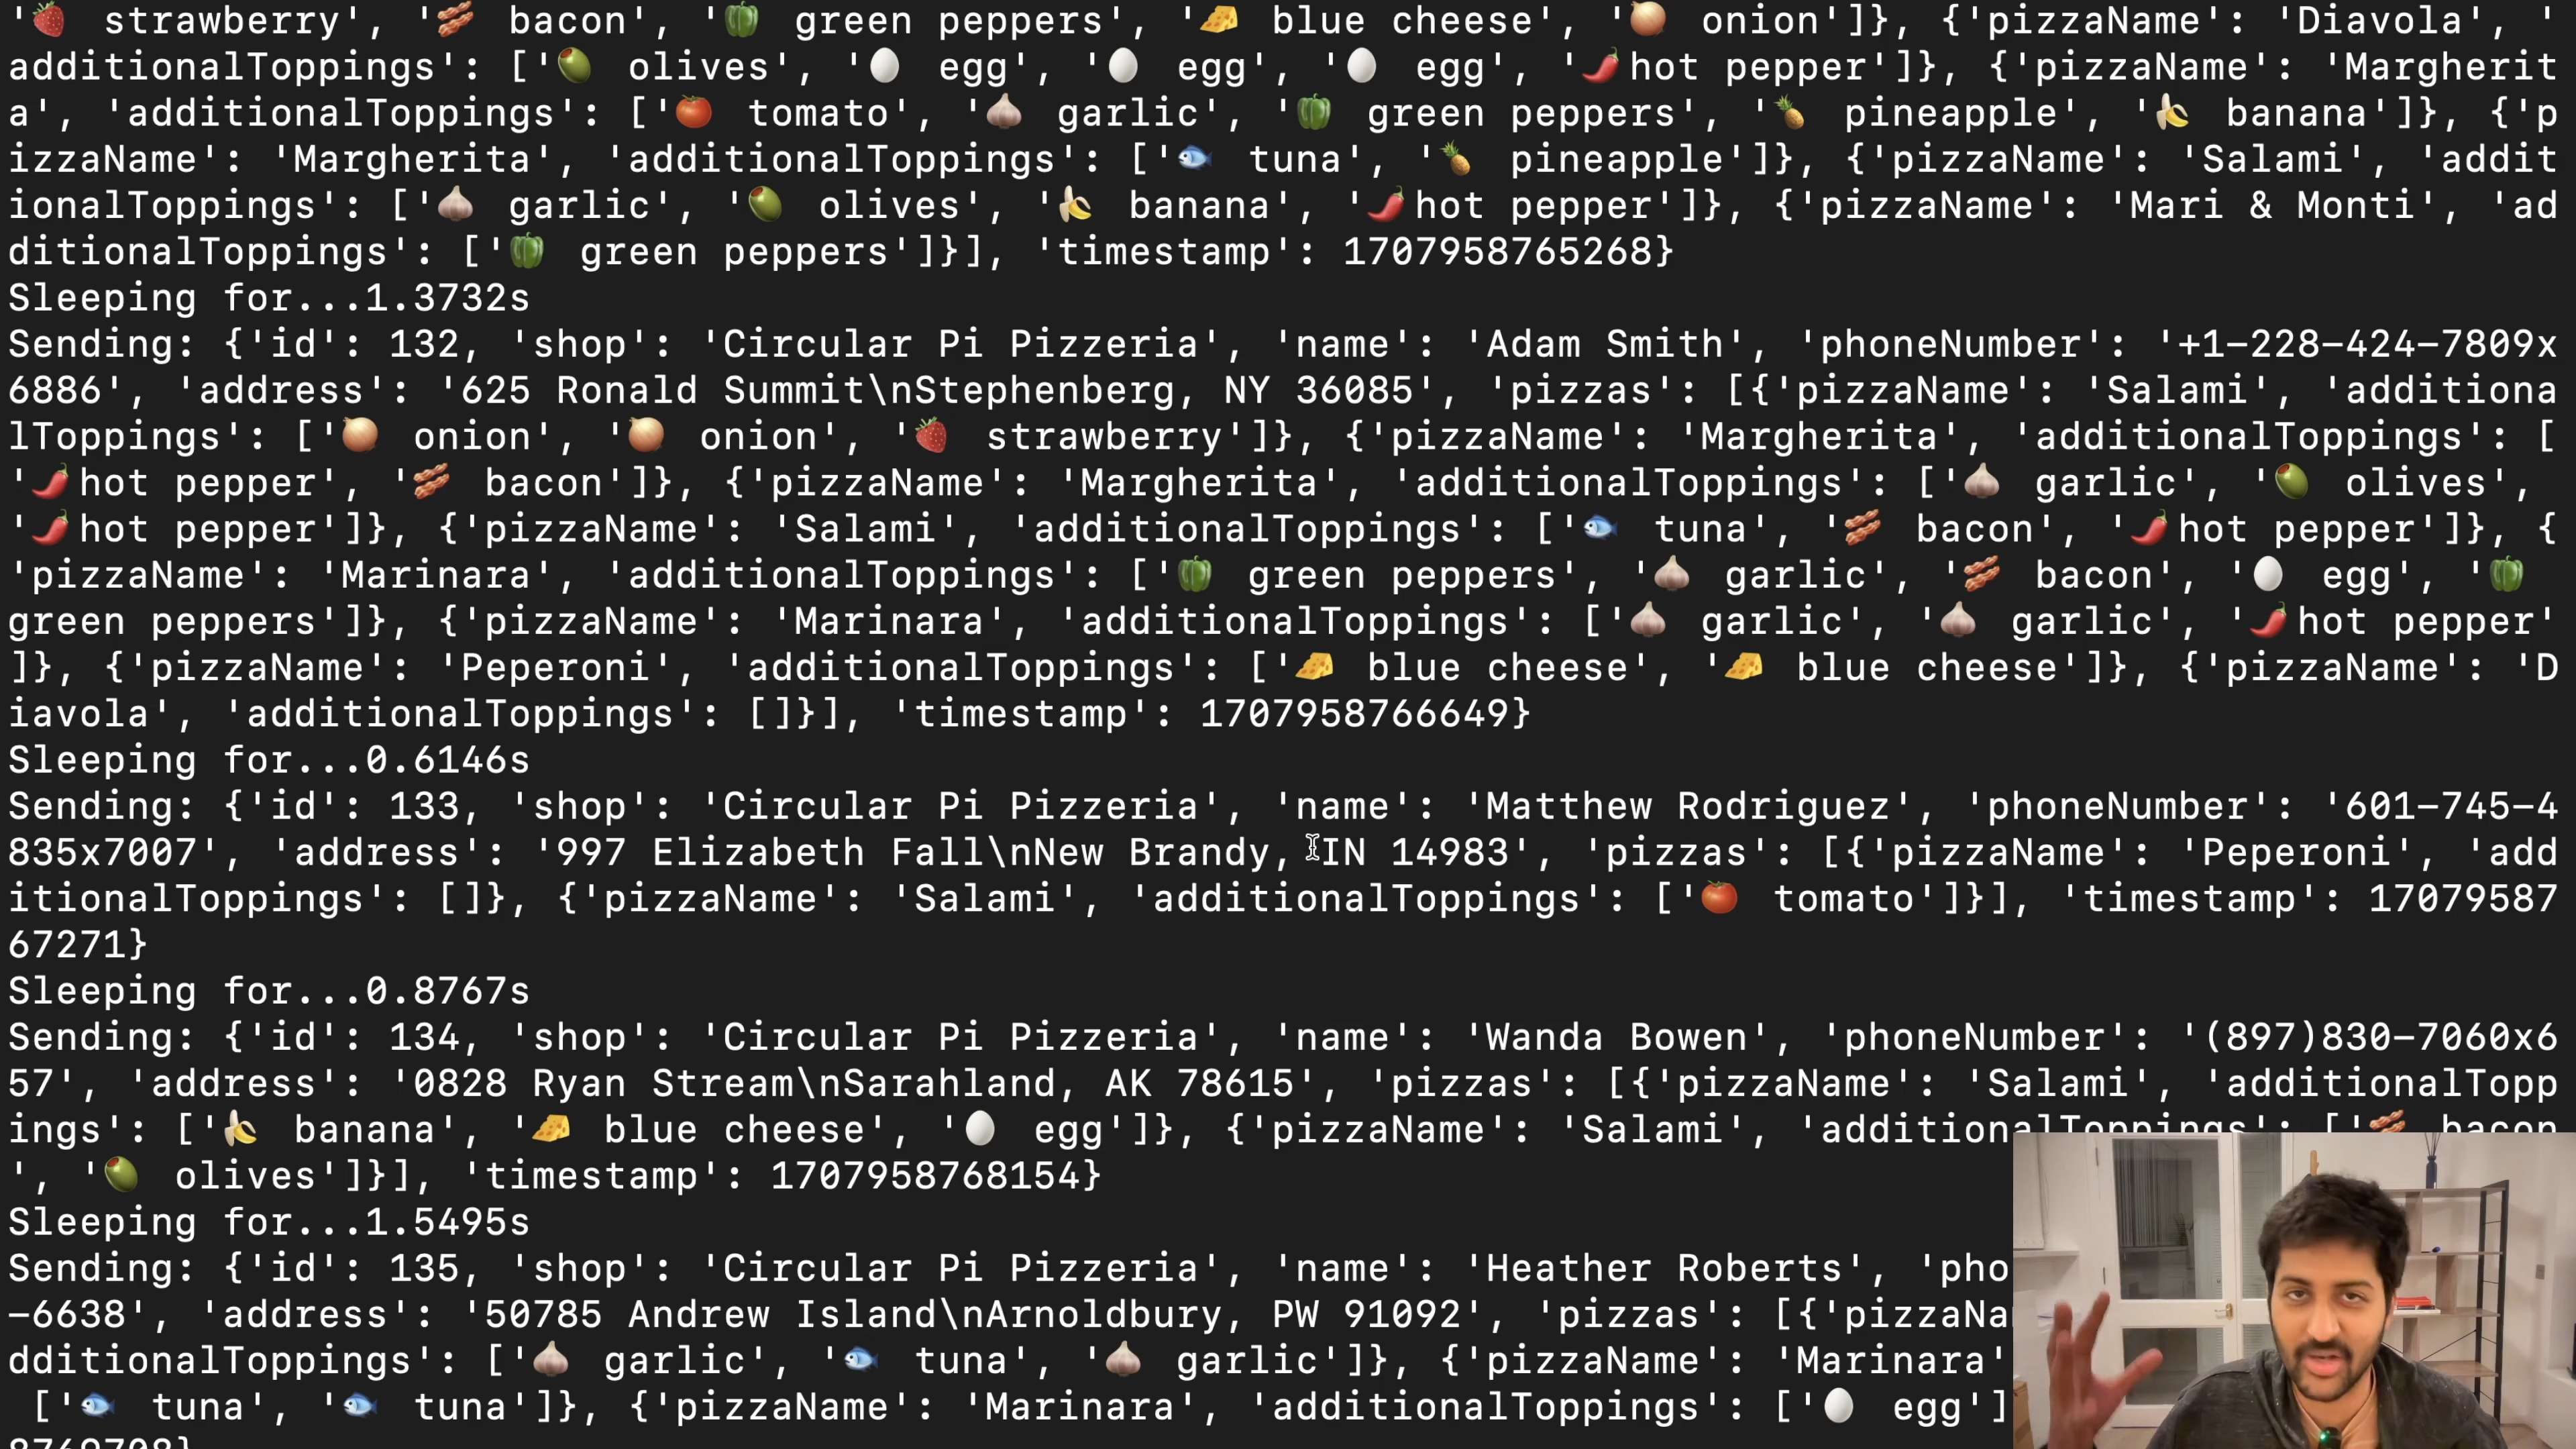 '🍓 strawberry', '🥓 bacon', '🫑 green peppers', '🧀 blue cheese', '🧅 onion']}, {'pizzaName': 'Diavola', '
additionalToppings': ['🫒 olives', '🥚 egg', '🥚 egg', '🥚 egg', '🌶️hot pepper']}, {'pizzaName': 'Margherit
a', 'additionalToppings': ['🍅 tomato', '🧄 garlic', '🫑 green peppers', '🍍 pineapple', '🍌 banana']}, {'p
izzaName': 'Margherita', 'additionalToppings': ['🐟 tuna', '🍍 pineapple']}, {'pizzaName': 'Salami', 'addit
ionalToppings': ['🧄 garlic', '🫒 olives', '🍌 banana', '🌶️hot pepper']}, {'pizzaName': 'Mari & Monti', 'ad
ditionalToppings': ['🫑 green peppers']}], 'timestamp': 1707958765268}
Sleeping for...1.3732s
Sending: {'id': 132, 'shop': 'Circular Pi Pizzeria', 'name': 'Adam Smith', 'phoneNumber': '+1-228-424-7809x
6886', 'address': '625 Ronald Summit\nStephenberg, NY 36085', 'pizzas': [{'pizzaName': 'Salami', 'additiona
lToppings': ['🧅 onion', '🧅 onion', '🍓 strawberry']}, {'pizzaName': 'Margherita', 'additionalToppings': [
'🌶️hot pepper', '🥓 bacon']}, {'pizzaName': 'Margherita', 'additionalToppings': ['🧄 garlic', '🫒 olives',
'🌶️hot pepper']}, {'pizzaName': 'Salami', 'additionalToppings': ['🐟 tuna', '🥓 bacon', '🌶️hot pepper']}, {
'pizzaName': 'Marinara', 'additionalToppings': ['🫑 green peppers', '🧄 garlic', '🥓 bacon', '🥚 egg', '🫑
green peppers']}, {'pizzaName': 'Marinara', 'additionalToppings': ['🧄 garlic', '🧄 garlic', '🌶️hot pepper'
]}, {'pizzaName': 'Peperoni', 'additionalToppings': ['🧀 blue cheese', '🧀 blue cheese']}, {'pizzaName': 'D
iavola', 'additionalToppings': []}], 'timestamp': 1707958766649}
Sleeping for...0.6146s
Sending: {'id': 133, 'shop': 'Circular Pi Pizzeria', 'name': 'Matthew Rodriguez', 'phoneNumber': '601-745-4
835x7007', 'address': '997 Elizabeth Fall\nNew Brandy, IN 14983', 'pizzas': [{'pizzaName': 'Peperoni', 'add
itionalToppings': []}, {'pizzaName': 'Salami', 'additionalToppings': ['🍅 tomato']}], 'timestamp': 17079587
67271}
Sleeping for...0.8767s
Sending: {'id': 134, 'shop': 'Circular Pi Pizzeria', 'name': 'Wanda Bowen', 'phoneNumber': '(897)830-7060x6
57', 'address': '0828 Ryan Stream\nSarahland, AK 78615', 'pizzas': [{'pizzaName': 'Salami', 'additionalTopp
ings': ['🍌 banana', '🧀 blue cheese', '🥚 egg']}, {'pizzaName': 'Salami', 'additionalToppings': ['🥓 bacon
', '🫒 olives']}], 'timestamp': 1707958768154}
Sleeping for...1.5495s
Sending: {'id': 135, 'shop': 'Circular Pi Pizzeria', 'name': 'Heather Roberts', 'pho
-6638', 'address': '50785 Andrew Island\nArnoldbury, PW 91092', 'pizzas': [{'pizzaNa
dditionalToppings': ['🧄 garlic', '🐟 tuna', '🧄 garlic']}, {'pizzaName': 'Marinara'
['🐟 tuna', '🐟 tuna']}, {'pizzaName': 'Marinara', 'additionalToppings': ['🥚 egg']